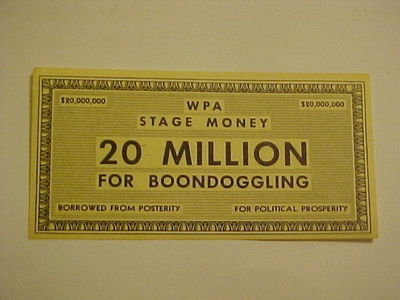 $20,000,000 $20,000,000
WPA
STAGE MONEY
20 MILLION
FOR BOONDOGGLING
BORROWED FROM POSTERITY FOR POLITICAL PROSPERITY